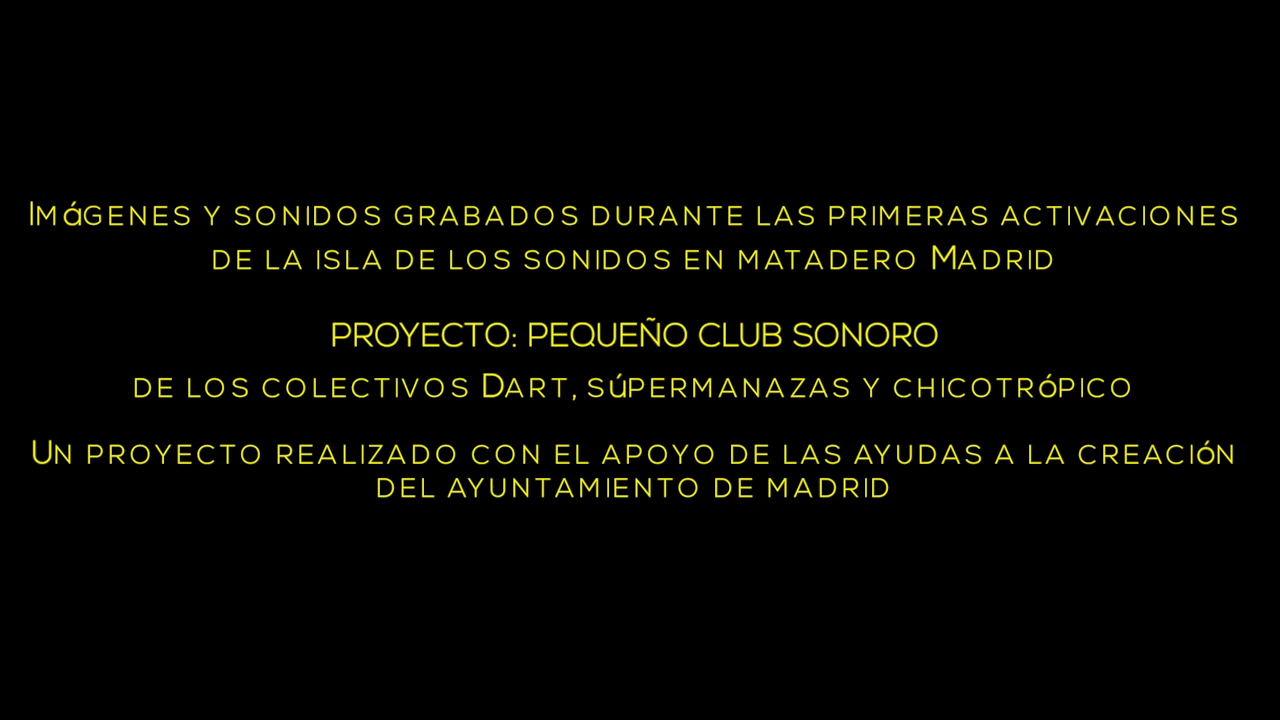 Imágenes y sonidos grabados durante las primeras activaciones
de la isla de los sonidos en matadero Madrid
PROYECTO: PEQUEÑO CLUB SONORO
de los colectivos Dart, súpermanazas y chicotrópico
Un proyecto realizado con el apoyo de las ayudas a la creación
del ayuntamiento de madrid